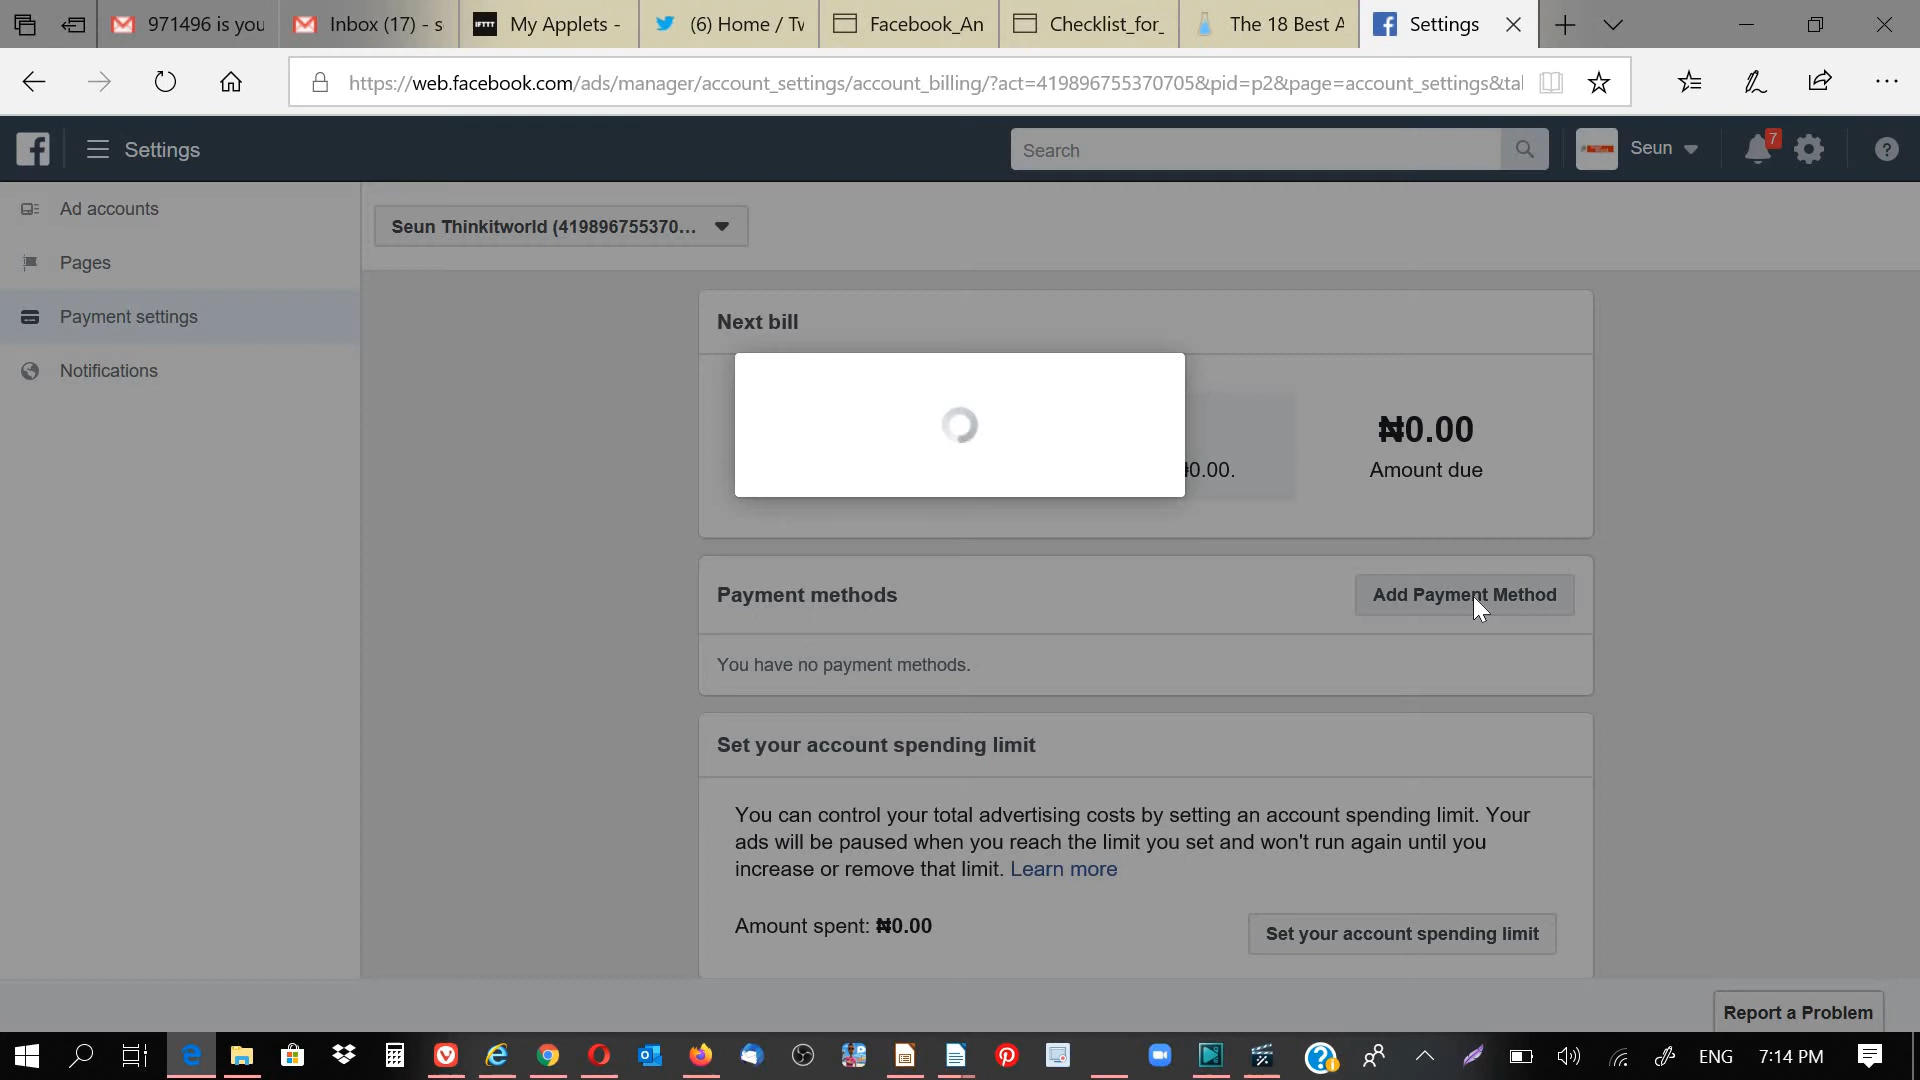 971496 is you
Inbox (17) - s
IFTTT
My Applets -
(6) Home / Tw
Facebook_An
Checklist_for_
The 18 Best A
Settings
https://web.facebook.com/ads/manager/account_settings/account_billing/?act=419896755370705&pid=p2&page=account_settings&tal
Settings
Search
Seun
7
Ad accounts
Pages
Payment settings
Notifications
Seun Thinkitworld (41989675537​0...
Next bill
₦0.00
₦0.00.
Amount due
Payment methods
Add Payment Method
You have no payment methods.
Set your account spending limit
You can control your total advertising costs by setting an account spending limit. Your
ads will be paused when you reach the limit you set and won't run again until you
increase or remove that limit. Learn more
Amount spent: ₦0.00
Set your account spending limit
Report a Problem
ENG
7:14 PM